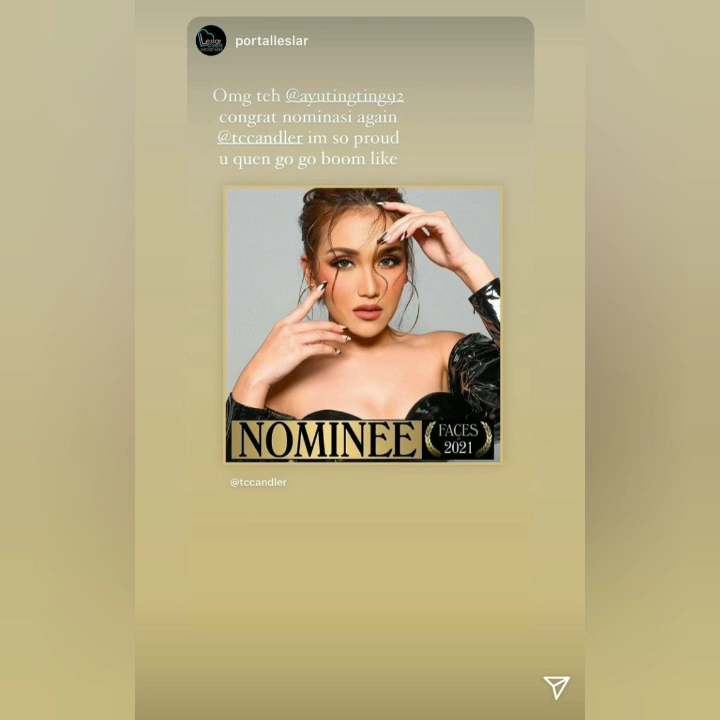 portalleslar
Omg teh @ayutingting92
congrat nominasi again
@tccandler im so proud
u quen go go boom like
NOMINEE
FACES
2021
@tccandler